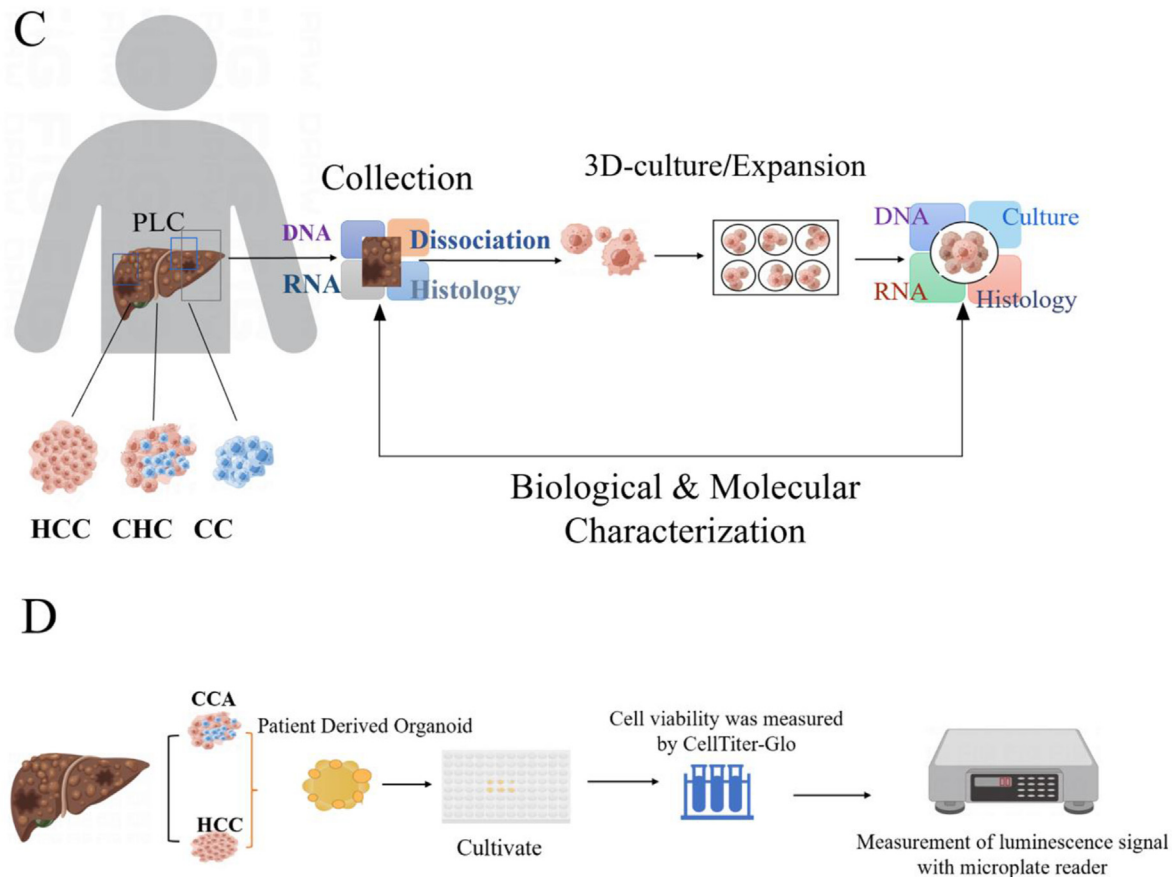 C
PLC
Collection
3D-culture/Expansion
DNA
Dissociation
RNA
Histology
DNA
Culture
RNA
Histology
HCC CHC CC
Biological & Molecular
Characterization
D
CCA
HCC
Patient Derived Organoid
Cultivate
Cell viability was measured
by CellTiter-Glo
Measurement of luminescence signal
with microplate reader